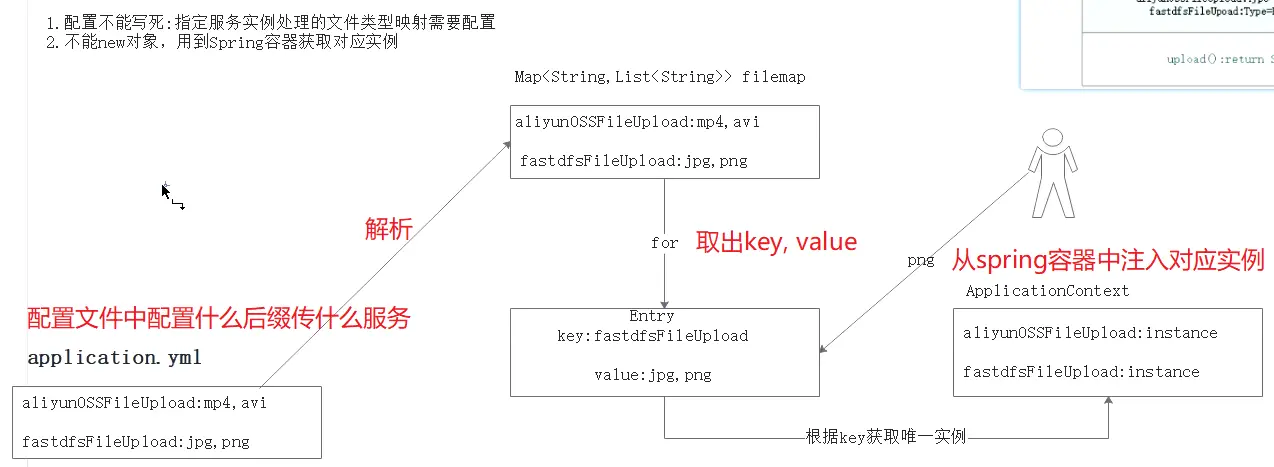 1.配置不能写死:指定服务实例处理的文件类型映射需要配置
2.不能new对象，用到Spring容器获取对应实例
fastdfsFileUpoad:Type=
upload():return S
Map<String,List<String>> filemap
aliyunOSSFileUpload:mp4,avi
fastdfsFileUpload:jpg,png
解析
for
取出key, value
png
从spring容器中注入对应实例
ApplicationContext
配置文件中配置什么后缀传什么服务
application.yml
Entry
key:fastdfsFileUpload
value:jpg,png
aliyunOSSFileUpload:instance
fastdfsFileUpload:instance
aliyunOSSFileUpload:mp4,avi
fastdfsFileUpload:jpg,png
根据key获取唯一实例